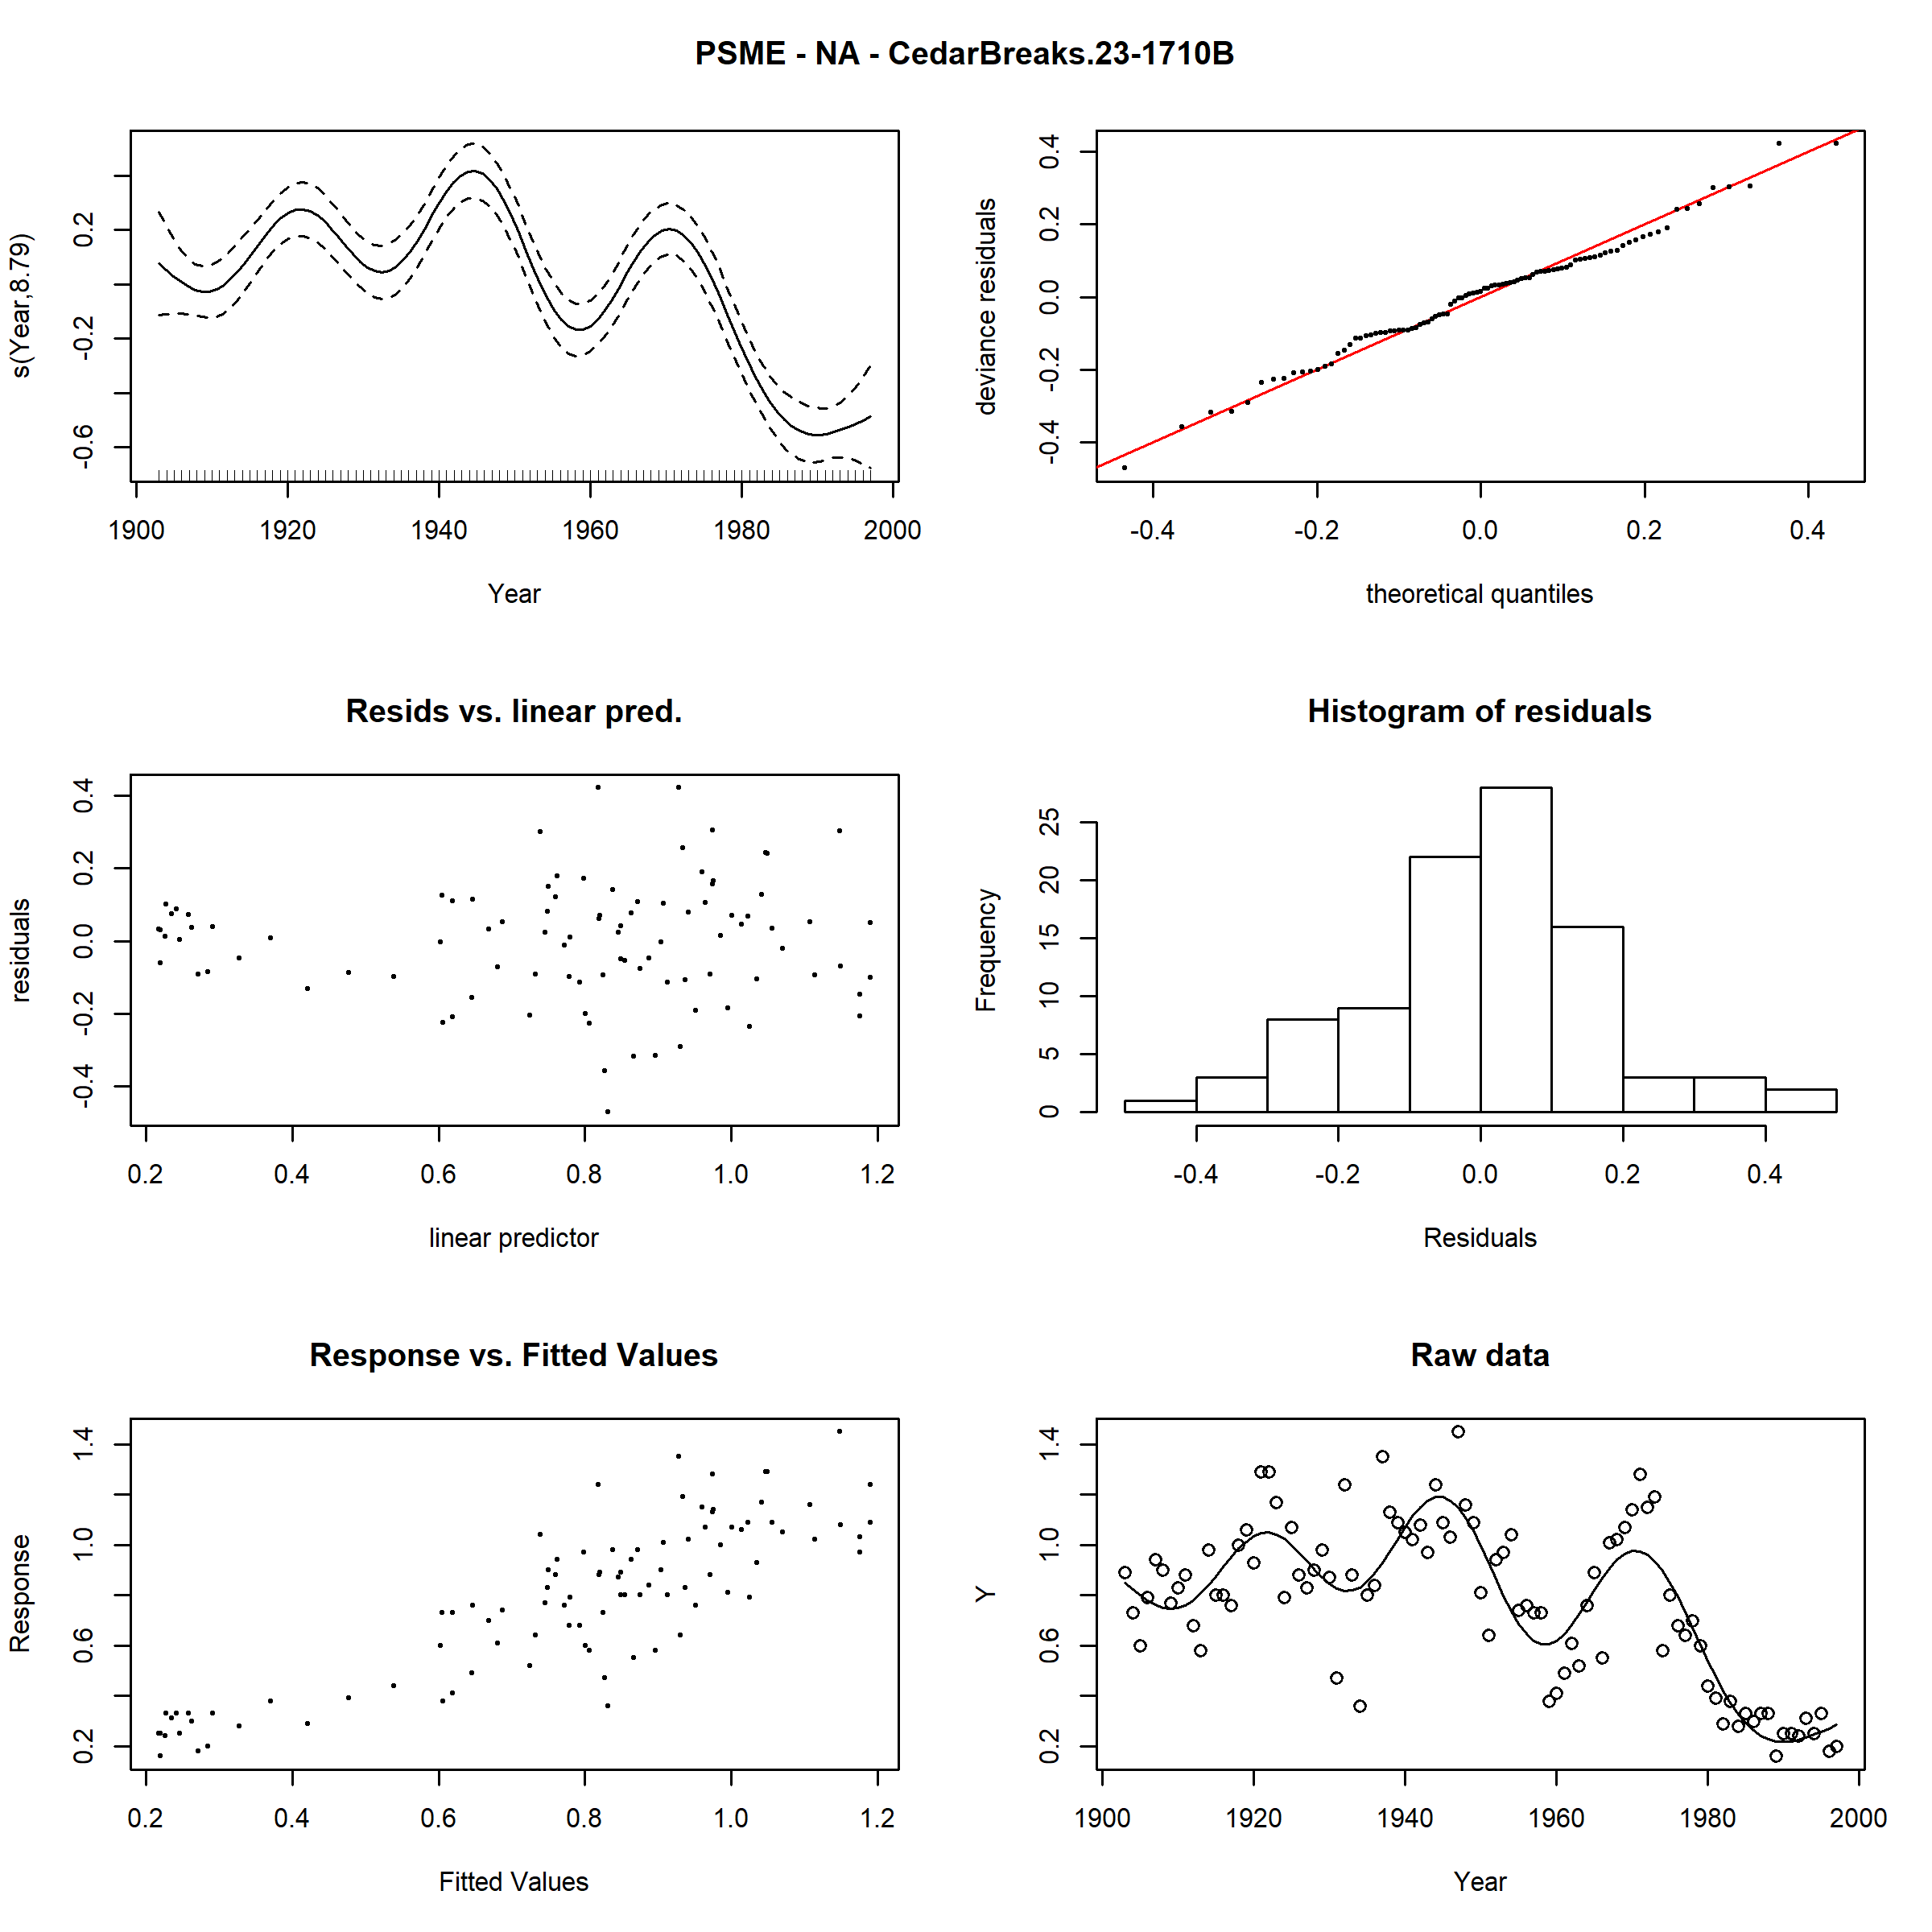 PSME - NA - CedarBreaks.23-1710B
s(Year,8.79)
0.2
-0.2
-0.6
1900 1920 1940 1960 1980 2000
Year
deviance residuals
0.4
0.2
0.0
-0.2
-0.4
-0.4 -0.2 0.0 0.2 0.4
theoretical quantiles
Resids vs. linear pred.
residuals
0.4
0.2
0.0
-0.2
-0.4
0.2 0.4 0.6 0.8 1.0 1.2
linear predictor
Histogram of residuals
Frequency
25
20
15
10
5
0
-0.4 -0.2 0.0 0.2 0.4
Residuals
Response vs. Fitted Values
Response
1.4
1.0
0.6
0.2
0.2 0.4 0.6 0.8 1.0 1.2
Fitted Values
Raw data
Y
1.4
1.0
0.6
0.2
1900 1920 1940 1960 1980 2000
Year